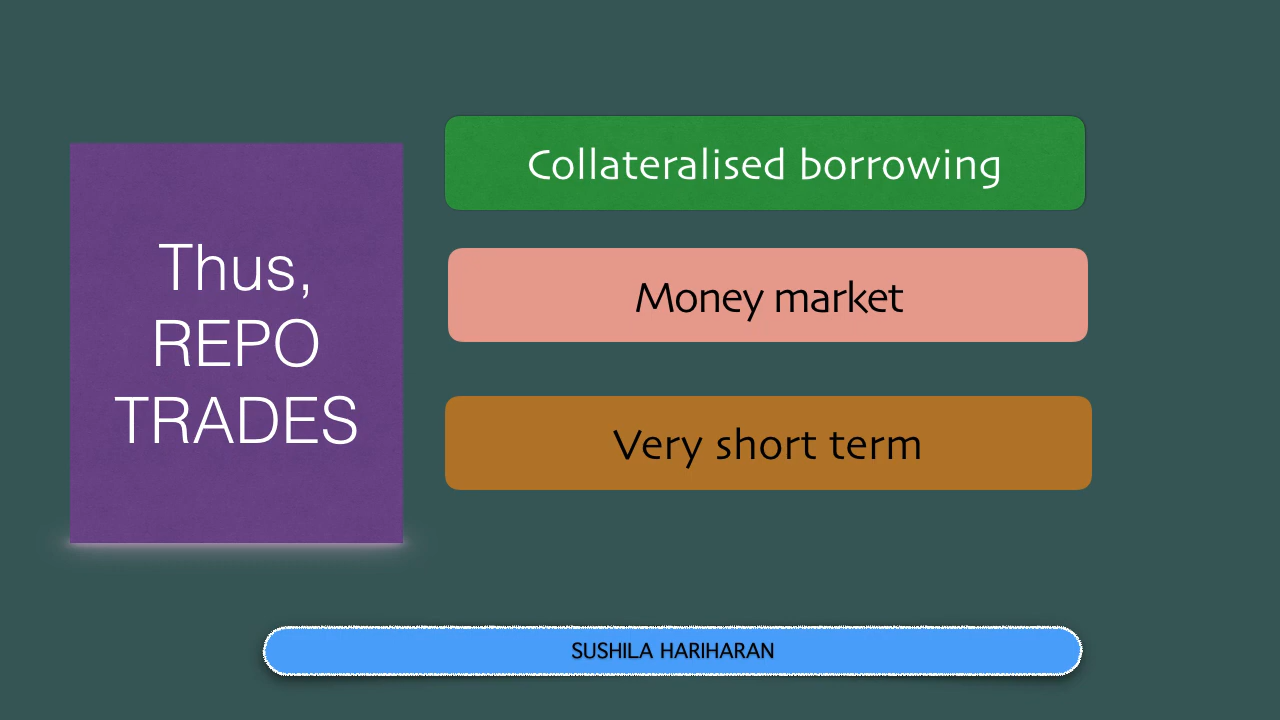 Thus,
REPO
TRADES
Collateralised borrowing
Money market
Very short term
SUSHILA HARIHARAN